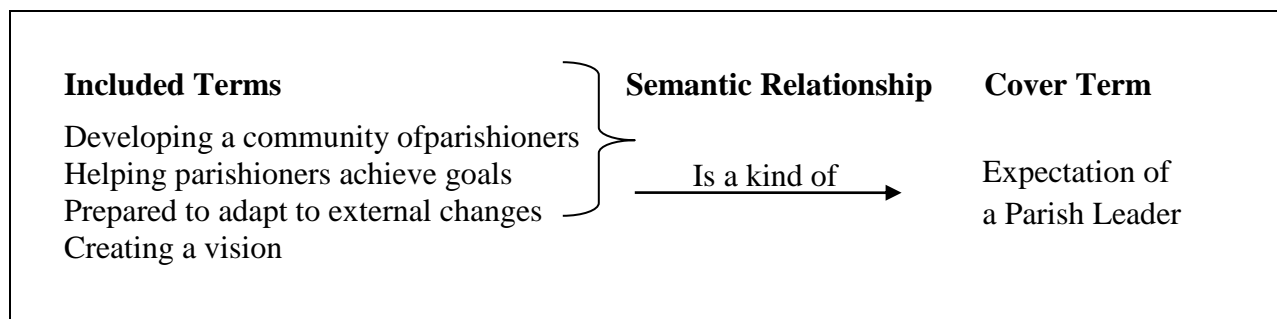 Included Terms Semantic Relationship Cover Term
Developing a community ofparishioners
Helping parishioners achieve goals
Prepared to adapt to external changes
Creating a vision
Is a kind of
Expectation of
a Parish Leader